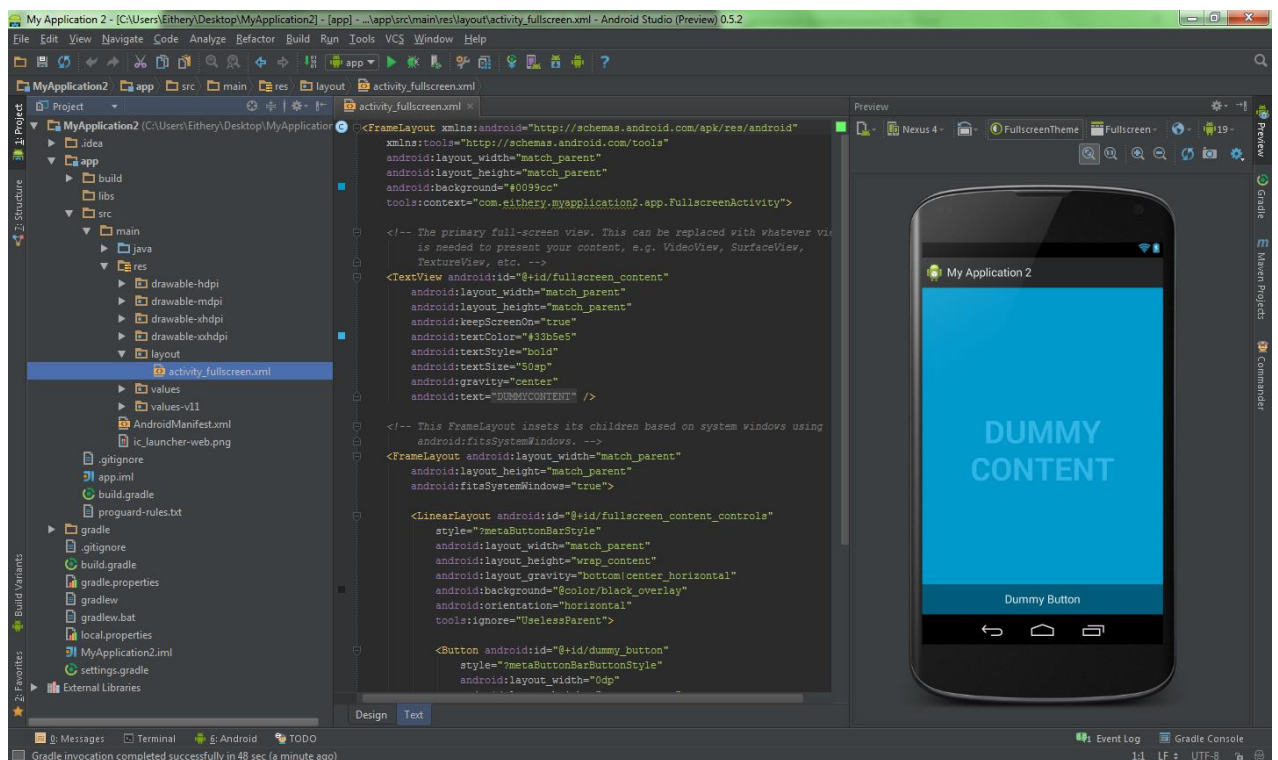 My Application 2 - [C:\Users\Eithery\Desktop\MyApplication2] - [app] - ...\app\src\main\res\layout\activity_fullscreen.xml - Android Studio (Preview) 0.5.2
File Edit View Navigate Code Analyze Refactor Build Run Tools VCS Window Help
app
MyApplication2 app src main res layout activity_fullscreen.xml
1: Project
Z: Structure
Build Variants
2: Favorites
Project
MyApplication2 (C:\Users\Eithery\Desktop\MyApplication
.idea
app
build
libs
src
main
java
res
drawable-hdpi
drawable-mdpi
drawable-xhdpi
drawable-xxhdpi
layout
activity_fullscreen.xml
values
values-v11
AndroidManifest.xml
ic_launcher-web.png
.gitignore
app.iml
build.gradle
proguard-rules.txt
gradle
.gitignore
build.gradle
gradle.properties
gradlew
gradlew.bat
local.properties
MyApplication2.iml
settings.gradle
External Libraries
activity_fullscreen.xml
<FrameLayout xmlns:android="http://schemas.android.com/apk/res/android"
xmlns:tools="http://schemas.android.com/tools"
android:layout_width="match_parent"
android:layout_height="match_parent"
android:background="#0099cc"
tools:context="com.eithery.myapplication2.app.FullscreenActivity">
<!-- The primary full-screen view. This can be replaced with whatever vie
is needed to present your content, e.g. VideoView, SurfaceView,
TextureView, etc. -->
<TextView android:id="@+id/fullscreen_content"
android:layout_width="match_parent"
android:layout_height="match_parent"
android:keepScreenOn="true"
android:textColor="#33b5e5"
android:textStyle="bold"
android:textSize="50sp"
android:gravity="center"
android:text="DUMMYCONTENT" />
<!-- This FrameLayout insets its children based on system windows using
android:fitsSystemWindows. -->
<FrameLayout android:layout_width="match_parent"
android:layout_height="match_parent"
android:fitsSystemWindows="true">
<LinearLayout android:id="@+id/fullscreen_content_controls"
style="?metaButtonBarStyle"
android:layout_width="match_parent"
android:layout_height="wrap_content"
android:layout_gravity="bottom|center_horizontal"
android:background="@color/black_overlay"
android:orientation="horizontal"
tools:ignore="UselessParent">
<Button android:id="@+id/dummy_button"
style="?metaButtonBarButtonStyle"
android:layout_width="0dp"
Design Text
Preview
Nexus 4 FullscreenTheme Fullscreen 19
My Application 2
DUMMY
CONTENT
Dummy Button
Preview
Gradle
Maven Projects
Commander
0: Messages Terminal 6: Android TODO
1 Event Log Gradle Console
Gradle invocation completed successfully in 48 sec (a minute ago)
1:1 LF UTF-8